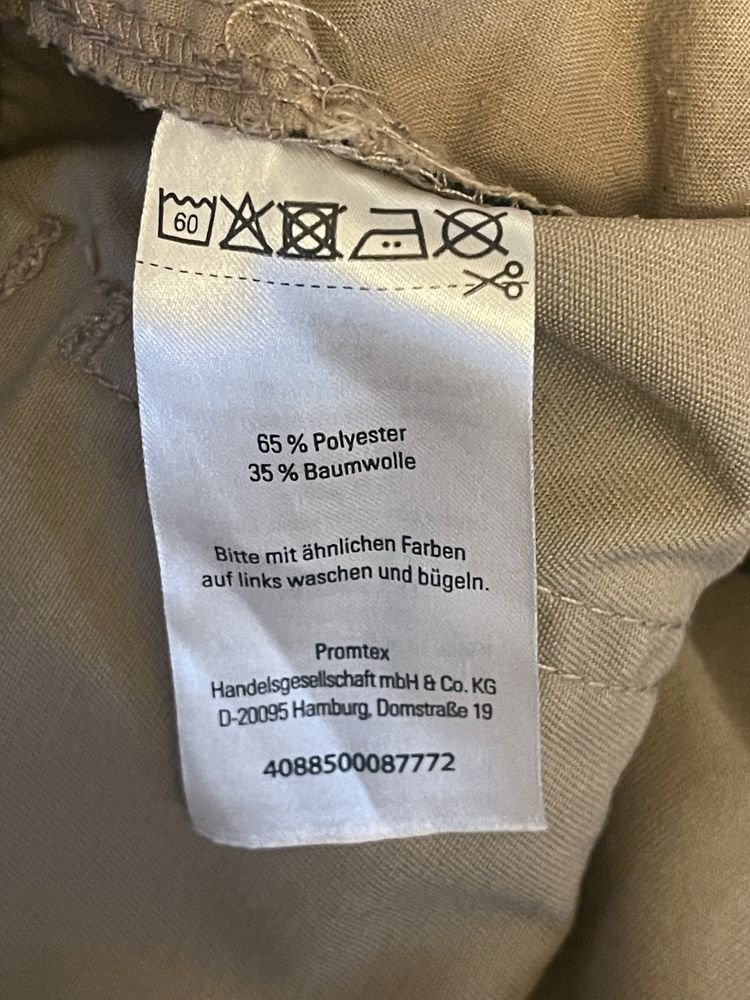 60
65 % Polyester
35 % Baumwolle
Bitte mit ähnlichen Farben
auf links waschen und bügeln.
Promtex
Handelsgesellschaft mbH & Co. KG
D-20095 Hamburg, Domstraße 19
4088500087772